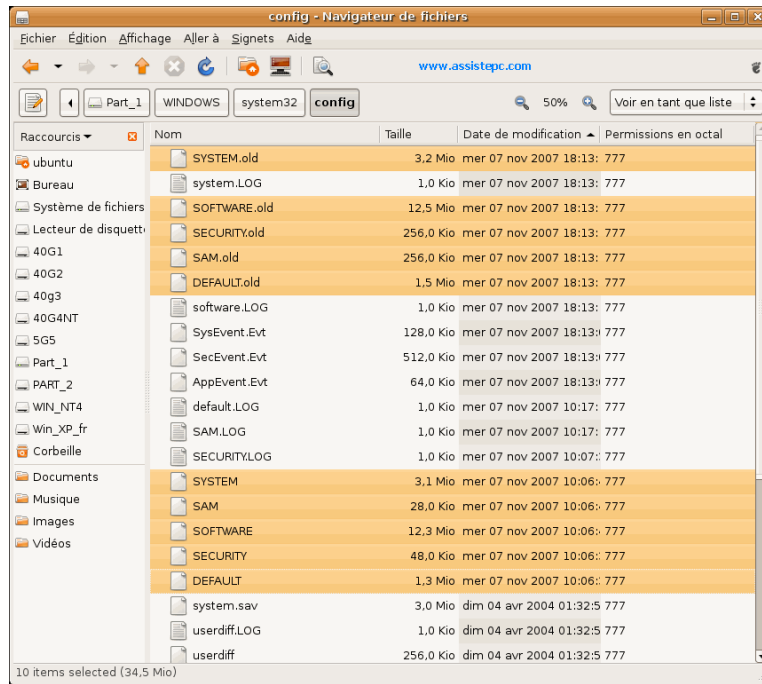 config - Navigateur de fichiers
Fichier Édition Affichage Aller à Signets Aide
www.assistepc.com
Part_1 WINDOWS system32 config 50% Voir en tant que liste
Raccourcis Nom Taille Date de modification Permissions en octal
ubuntu
Bureau
Système de fichiers
Lecteur de disquett
40G1
40G2
40g3
40G4NT
5G5
Part_1
PART_2
WIN_NT4
Win_XP_fr
Corbeille
Documents
Musique
Images
Vidéos
SYSTEM.old 3,2 Mio mer 07 nov 2007 18:13: 777
system.LOG 1,0 Kio mer 07 nov 2007 18:13: 777
SOFTWARE.old 12,5 Mio mer 07 nov 2007 18:13: 777
SECURITY.old 256,0 Kio mer 07 nov 2007 18:13: 777
SAM.old 256,0 Kio mer 07 nov 2007 18:13: 777
DEFAULT.old 1,5 Mio mer 07 nov 2007 18:13: 777
software.LOG 1,0 Kio mer 07 nov 2007 18:13: 777
SysEvent.Evt 128,0 Kio mer 07 nov 2007 18:13: 777
SecEvent.Evt 512,0 Kio mer 07 nov 2007 18:13: 777
AppEvent.Evt 64,0 Kio mer 07 nov 2007 18:13: 777
default.LOG 1,0 Kio mer 07 nov 2007 10:17: 777
SAM.LOG 1,0 Kio mer 07 nov 2007 10:17: 777
SECURITY.LOG 1,0 Kio mer 07 nov 2007 10:07: 777
SYSTEM 3,1 Mio mer 07 nov 2007 10:06: 777
SAM 28,0 Kio mer 07 nov 2007 10:06: 777
SOFTWARE 12,3 Mio mer 07 nov 2007 10:06: 777
SECURITY 48,0 Kio mer 07 nov 2007 10:06: 777
DEFAULT 1,3 Mio mer 07 nov 2007 10:06: 777
system.sav 3,0 Mio dim 04 avr 2004 01:32:5 777
userdiff.LOG 1,0 Kio dim 04 avr 2004 01:32:5 777
userdiff 256,0 Kio dim 04 avr 2004 01:32:5 777
10 items selected (34,5 Mio)